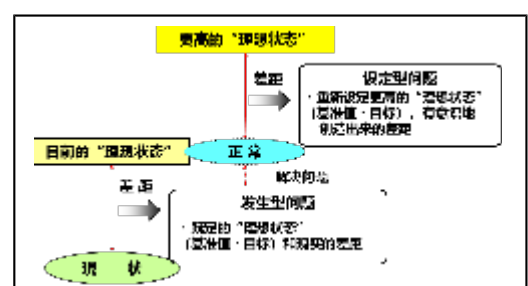 更高的“理想状态”
差距
设定型问题
· 重新设定更高的“理想状态”
(基准值·目标)，有意识地
创造出来的差距
目前的“理想状态”
正常
解决问题
差距
发生型问题
· 既定的“理想状态”
(基准值·目标) 和现实的差距
现 状